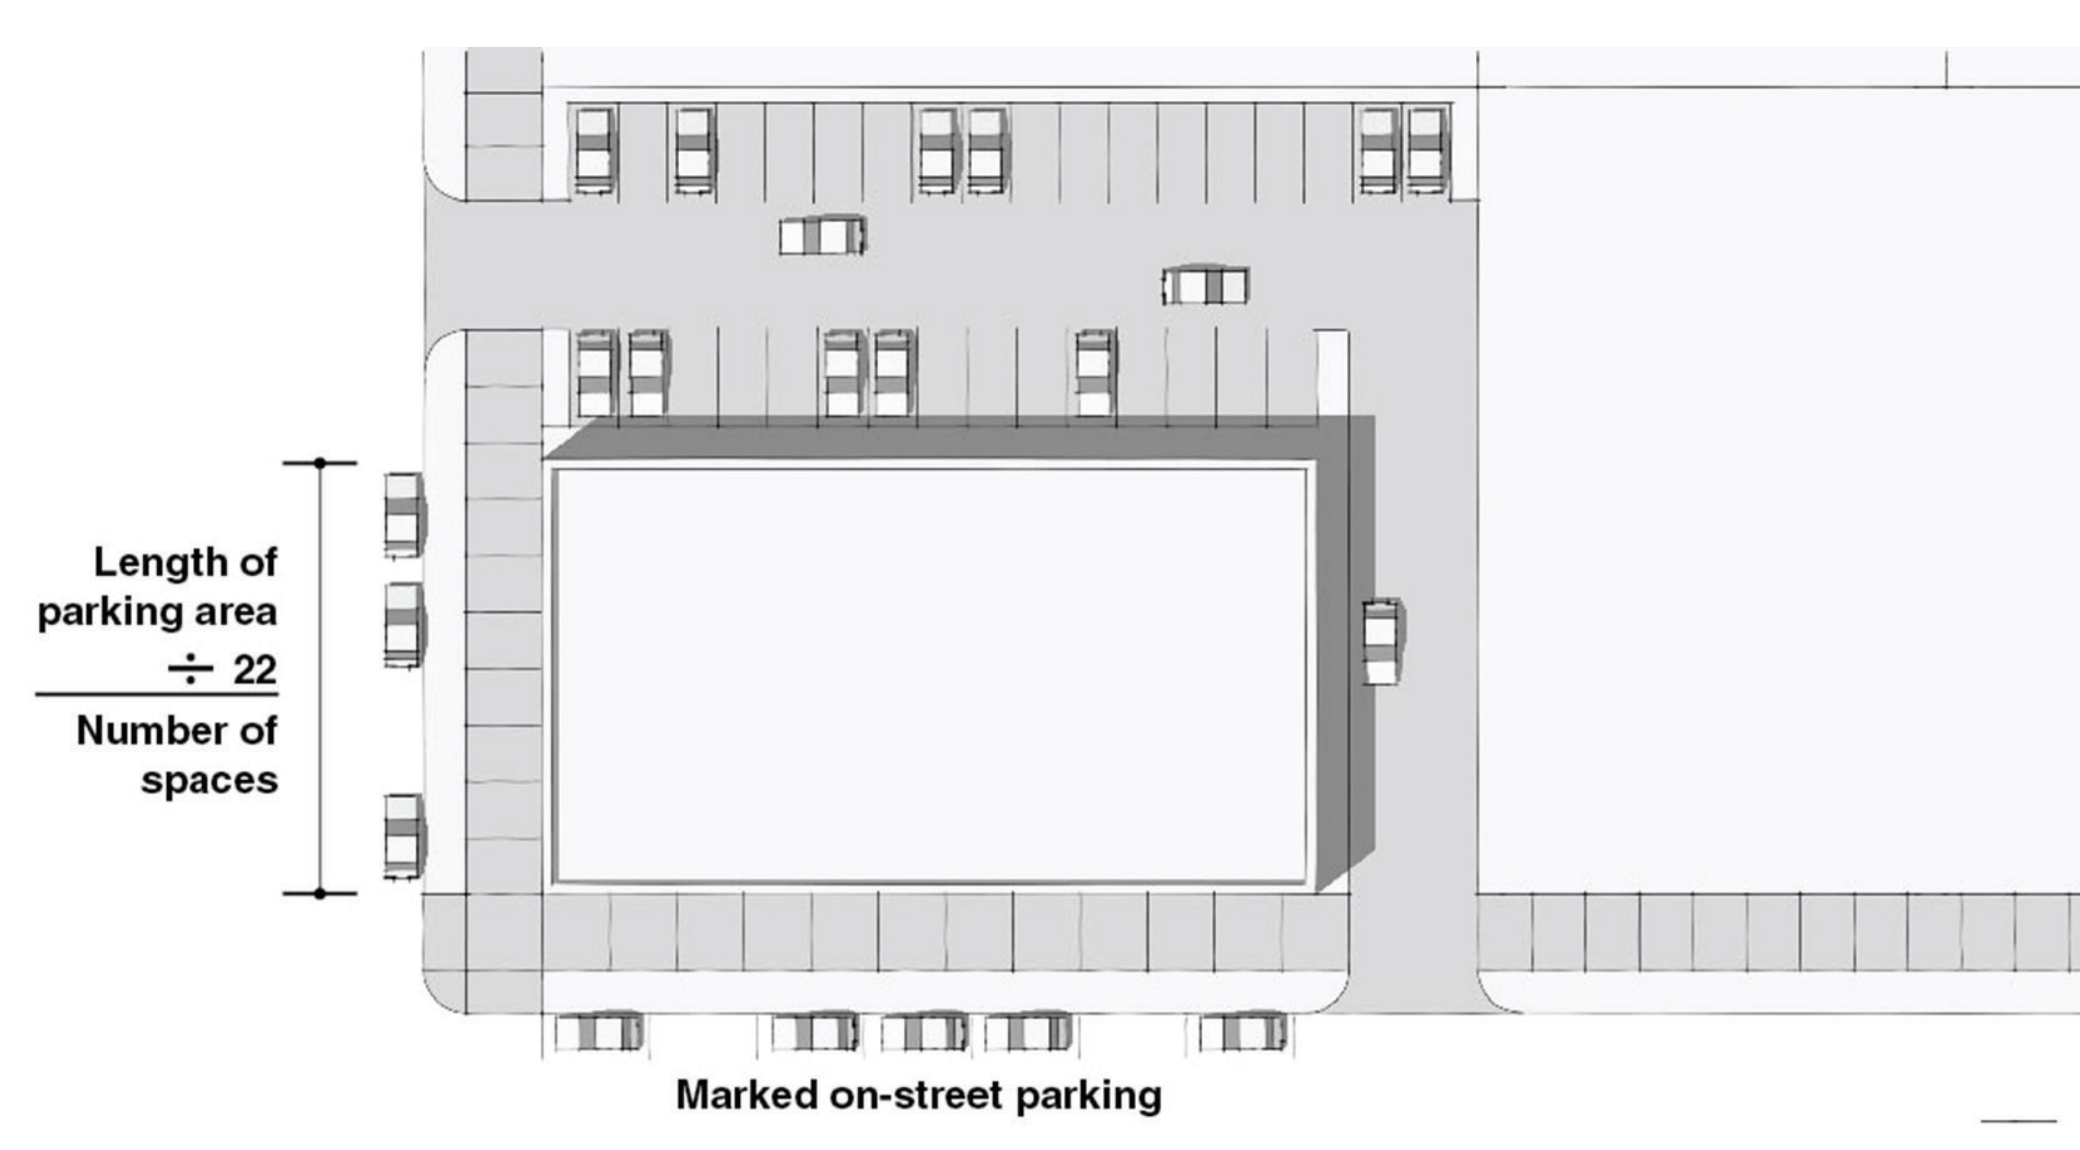 Length of
parking area
÷ 22
Number of
spaces
Marked on-street parking